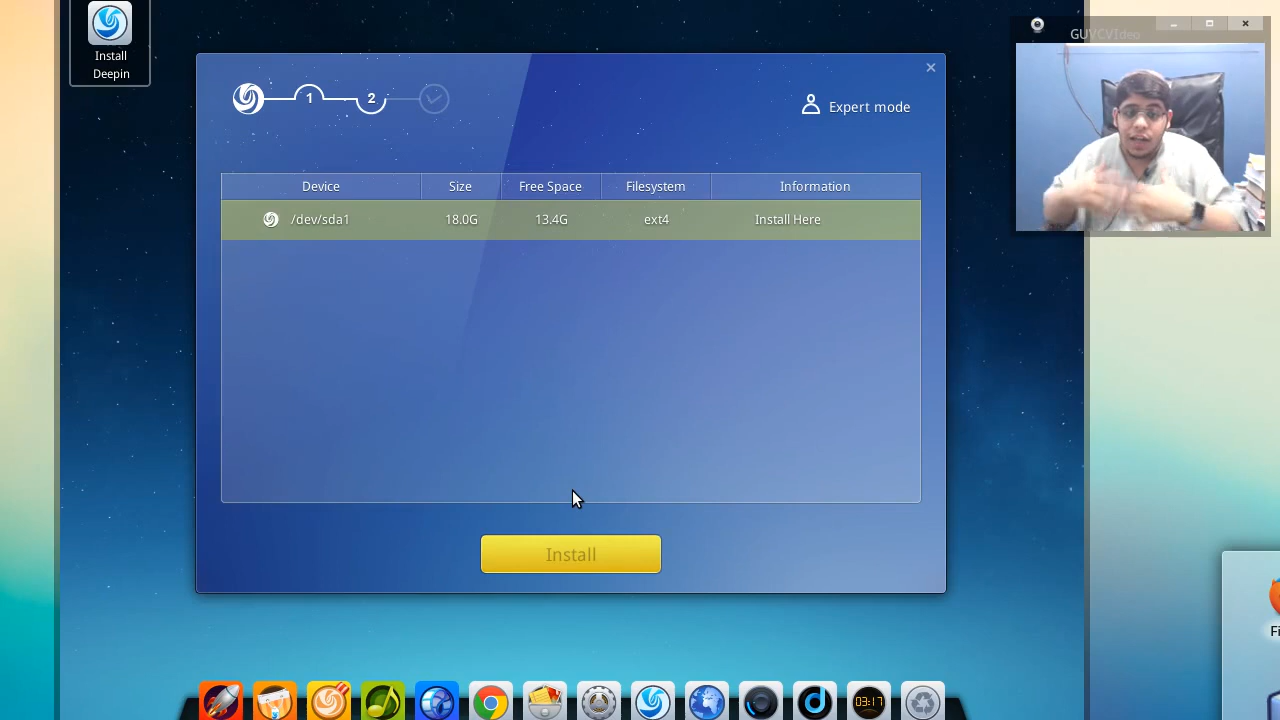 Install
Deepin
GUVCVideo
1
2
Expert mode
Device Size Free Space Filesystem Information
/dev/sda1 18.0G 13.4G ext4 Install Here
Install
03:17